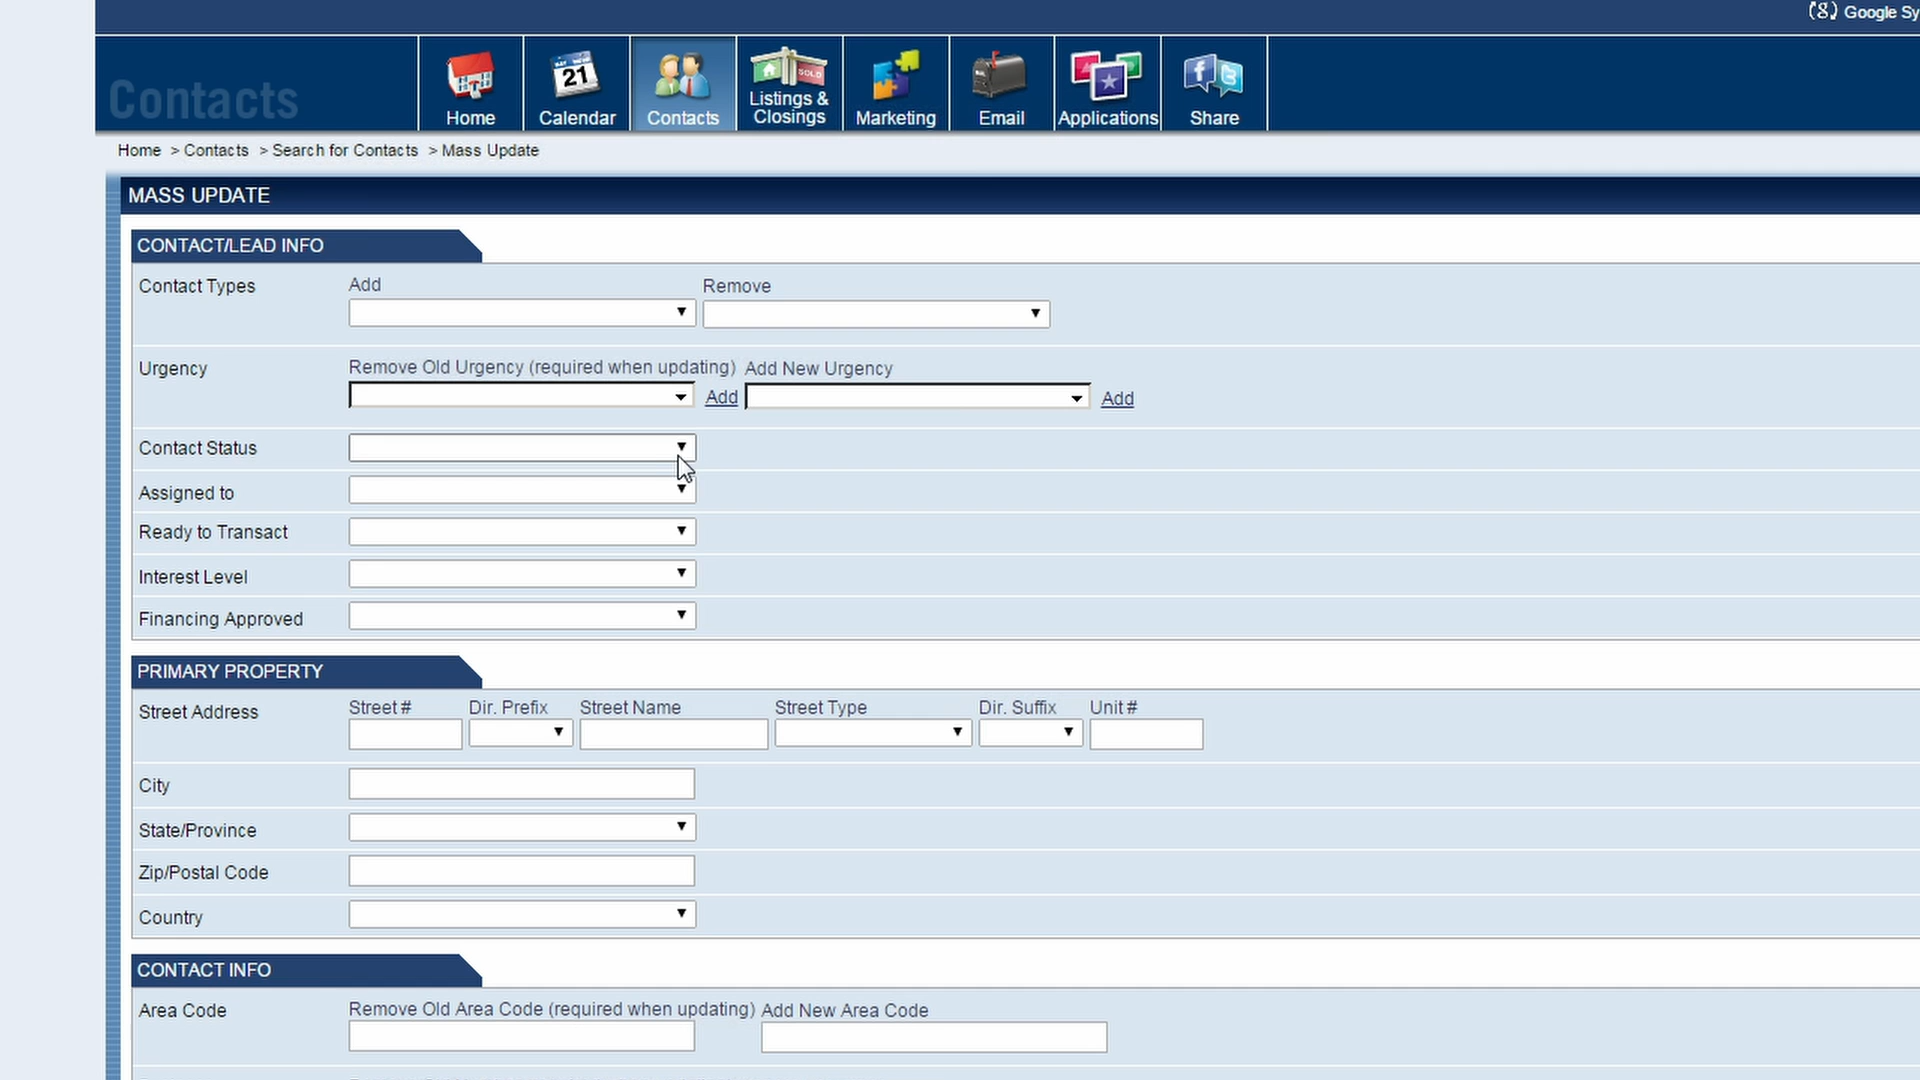 Google Sy
Contacts
Home
Calendar
Contacts
Listings &
Closings
Marketing
Email
Applications
Share
21
SOLD
Home > Contacts > Search for Contacts > Mass Update
MASS UPDATE
CONTACT/LEAD INFO
Contact Types
Add
Remove
Urgency
Remove Old Urgency (required when updating)
Add New Urgency
Add
Add
Contact Status
Assigned to
Ready to Transact
Interest Level
Financing Approved
PRIMARY PROPERTY
Street Address
Street #
Dir. Prefix
Street Name
Street Type
Dir. Suffix
Unit #
City
State/Province
Zip/Postal Code
Country
CONTACT INFO
Area Code
Remove Old Area Code (required when updating)
Add New Area Code